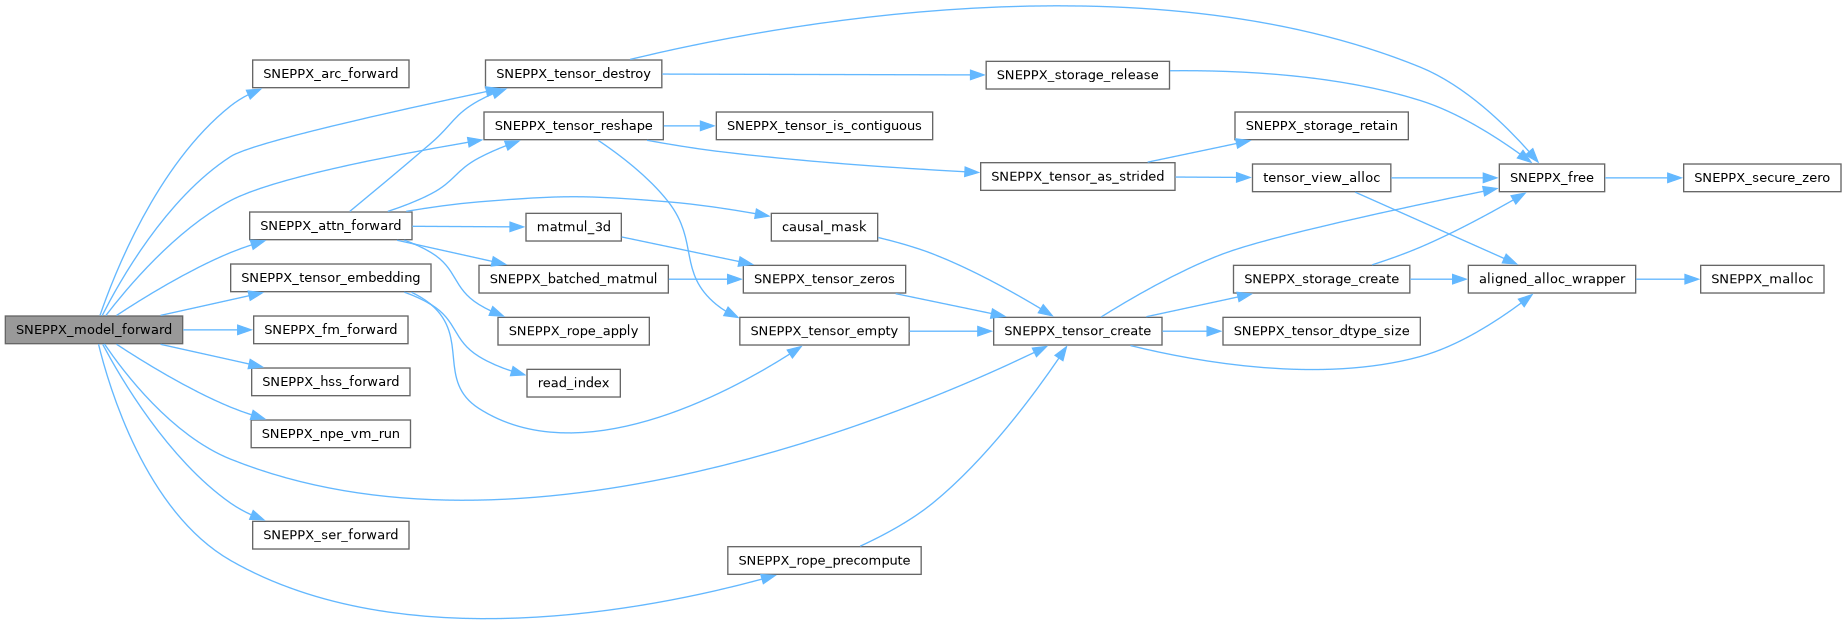 SNEPPX_model_forward
SNEPPX_arc_forward
SNEPPX_tensor_destroy
SNEPPX_storage_release
SNEPPX_tensor_reshape
SNEPPX_tensor_is_contiguous
SNEPPX_storage_retain
SNEPPX_tensor_as_strided
tensor_view_alloc
SNEPPX_free
SNEPPX_secure_zero
SNEPPX_attn_forward
matmul_3d
causal_mask
SNEPPX_tensor_embedding
SNEPPX_batched_matmul
SNEPPX_tensor_zeros
SNEPPX_storage_create
aligned_alloc_wrapper
SNEPPX_malloc
SNEPPX_fm_forward
SNEPPX_rope_apply
SNEPPX_tensor_empty
SNEPPX_tensor_create
SNEPPX_tensor_dtype_size
SNEPPX_hss_forward
read_index
SNEPPX_npe_vm_run
SNEPPX_ser_forward
SNEPPX_rope_precompute